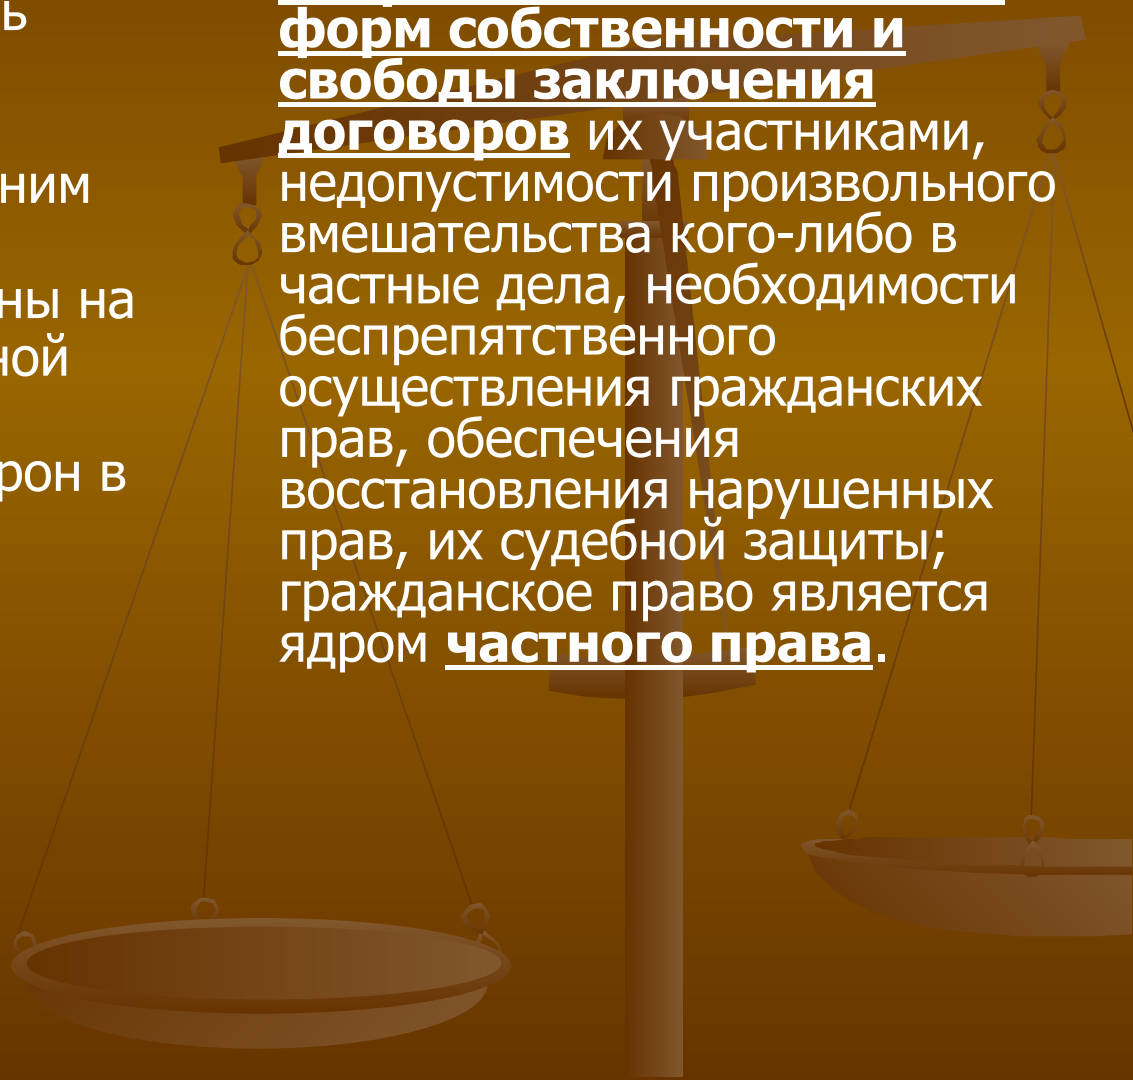 ь
ним
ны на
ной
рон в
форм собственности и
свободы заключения
договоров их участниками,
недопустимости произвольного
вмешательства кого-либо в
частные дела, необходимости
беспрепятственного
осуществления гражданских
прав, обеспечения
восстановления нарушенных
прав, их судебной защиты;
гражданское право является
ядром частного права.